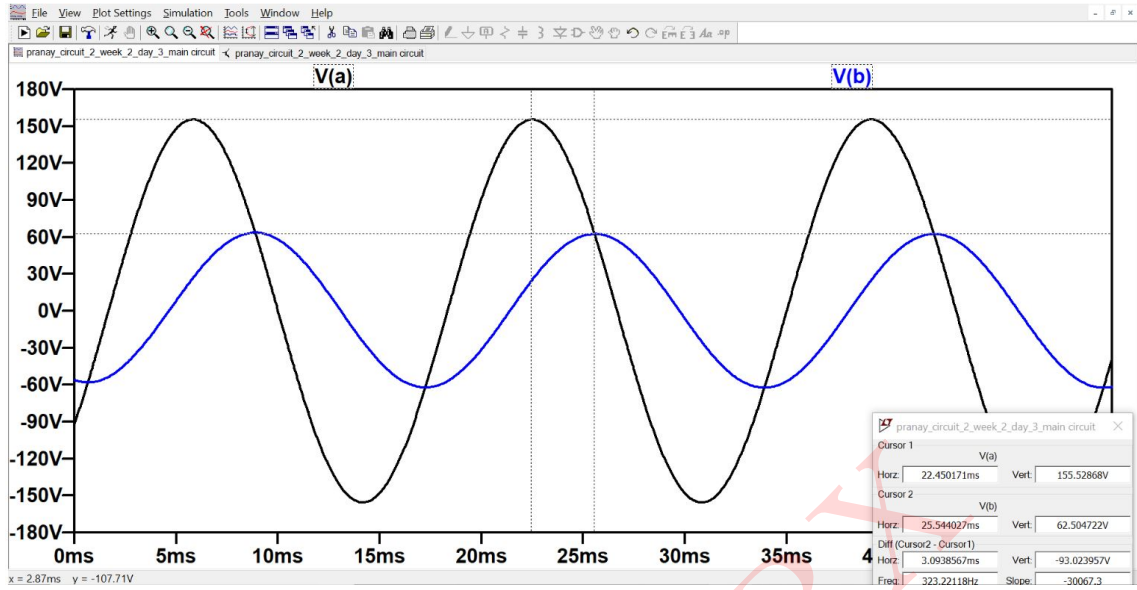 File View Plot Settings Simulation Tools Window Help
pranay_circuit_2_week_2_day_3_main circuit pranay_circuit_2_week_2_day_3_main circuit
V(a) V(b)
180V
150V
120V
90V
60V
30V
0V
-30V
-60V
-90V
-120V
-150V
-180V
0ms 5ms 10ms 15ms 20ms 25ms 30ms 35ms 4
pranay_circuit_2_week_2_day_3_main circuit
Cursor 1
V(a)
Horz: 22.450171ms Vert: 155.52868V
Cursor 2
V(b)
Horz: 25.544027ms Vert: 62.504722V
Diff (Cursor2 - Cursor1)
Horz: 3.0938567ms Vert: -93.023957V
Freq: 323.22118Hz Slope: -30067.3
x = 2.87ms y = -107.71V